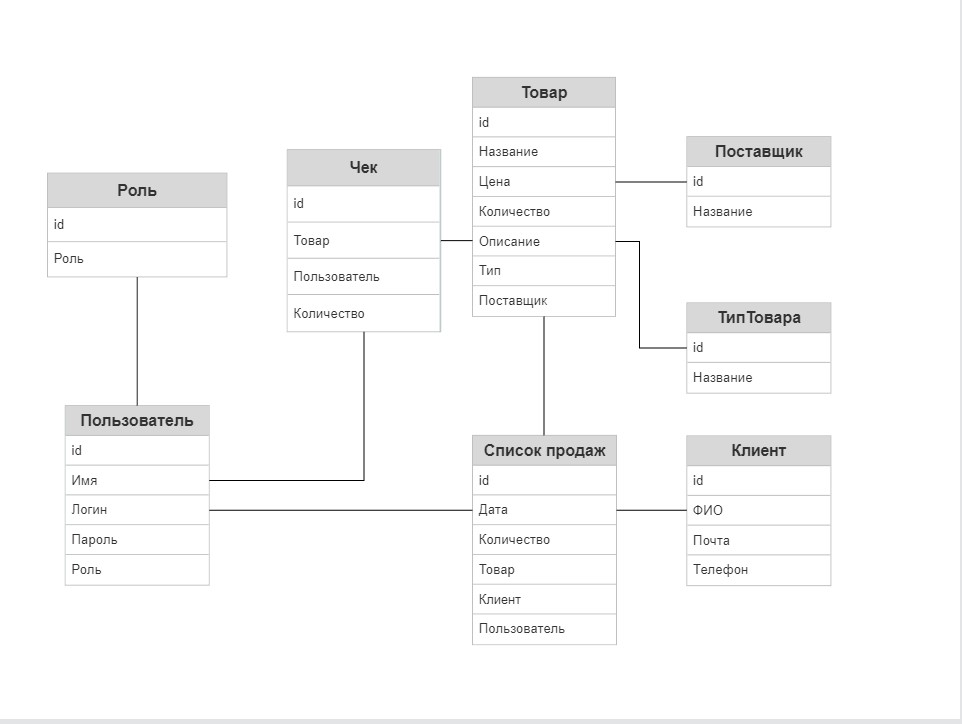 Роль
id
Роль
Чек
id
Товар
Пользователь
Количество
Товар
id
Название
Цена
Количество
Описание
Тип
Поставщик
Поставщик
id
Название
ТипТовара
id
Название
Пользователь
id
Имя
Логин
Пароль
Роль
Список продаж
id
Дата
Количество
Товар
Клиент
Пользователь
Клиент
id
ФИО
Почта
Телефон